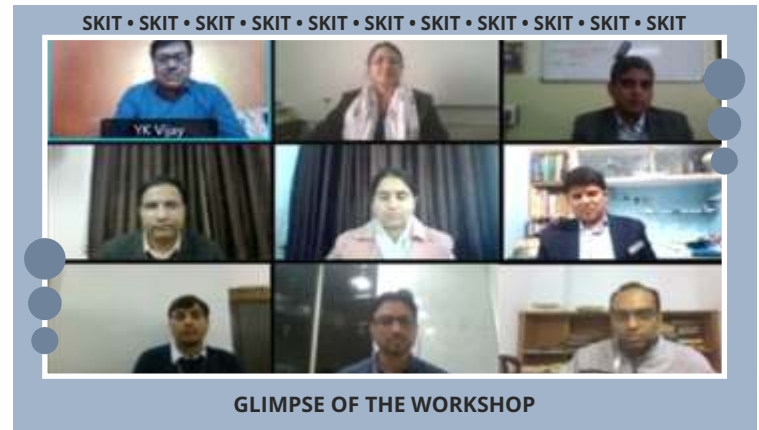 SKIT • SKIT • SKIT • SKIT • SKIT • SKIT • SKIT • SKIT • SKIT • SKIT • SKIT
YK Vijay
GLIMPSE OF THE WORKSHOP